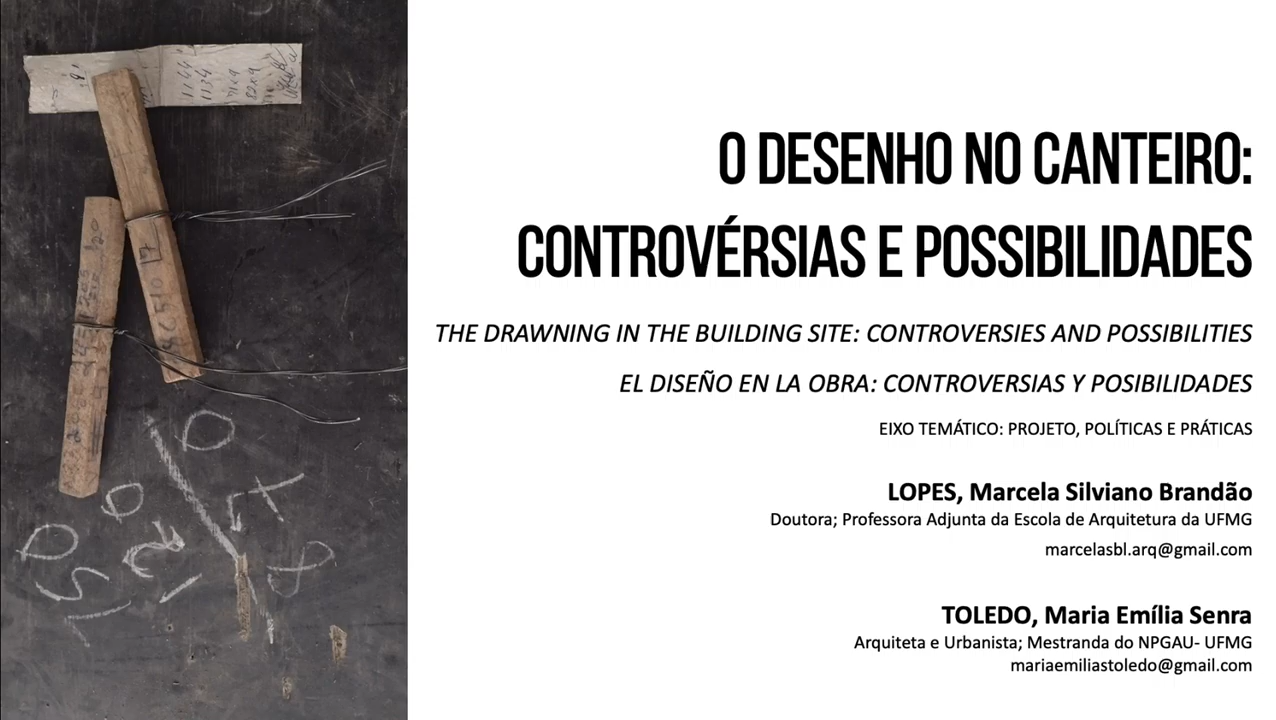 O DESENHO NO CANTEIRO:
CONTROVÉRSIAS E POSSIBILIDADES
THE DRAWNING IN THE BUILDING SITE: CONTROVERSIES AND POSSIBILITIES
EL DISEÑO EN LA OBRA: CONTROVERSIAS Y POSIBILIDADES
EIXO TEMÁTICO: PROJETO, POLÍTICAS E PRÁTICAS
LOPES, Marcela Silviano Brandão
Doutora; Professora Adjunta da Escola de Arquitetura da UFMG
marcelasbl.arq@gmail.com
TOLEDO, Maria Emília Senra
Arquiteta e Urbanista; Mestranda do NPGAU- UFMG
mariaemiliastoledo@gmail.com
1144
1134